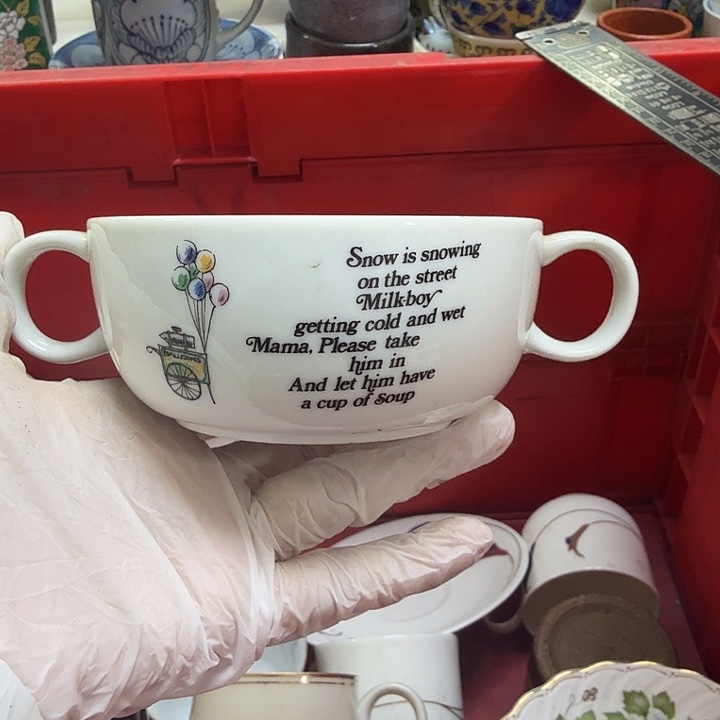 Snow is snowing
on the street
Milk-boy
getting cold and wet
Mama, Please take
him in
And let him have
a cup of Soup
BALLOONS